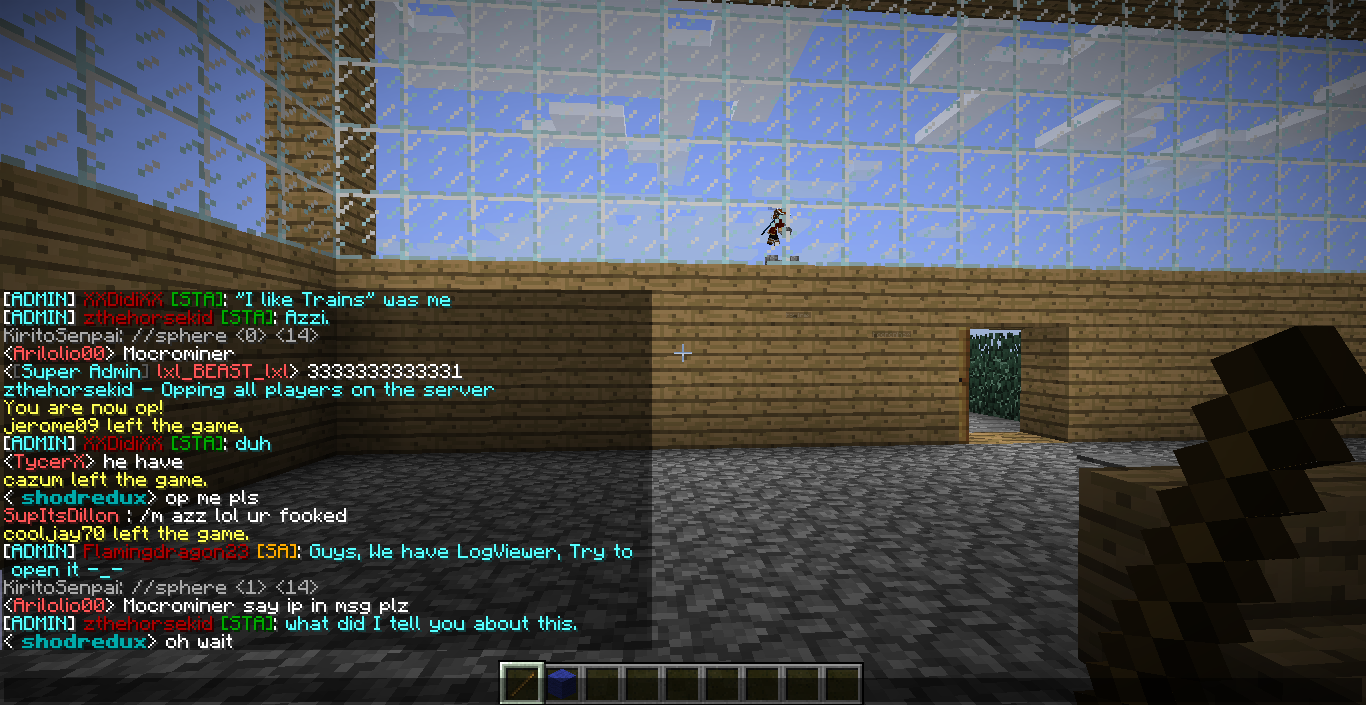 [ADMIN] XXDidiXX [STA]: "I like Trains" was me
[ADMIN] zthehorsekid [STA]: Azzi.
KiritoSenpai: //sphere <0> <14>
<Arilolio00> Mocrominer
<[Super Admin] lxl_BEAST_lxl> 3333333333331
zthehorsekid - Opping all players on the server
You are now op!
jerome09 left the game.
[ADMIN] XXDidiXX [STA]: duh
<TycerX> he have
cazum left the game.
< shodredux> op me pls
SupItsDillon : /m azz lol ur fooked
cooljay70 left the game.
[ADMIN] Flamingdragon23 [SA]: Guys, We have LogViewer, Try to
open it -_-
KiritoSenpai: //sphere <1> <14>
<Arilolio00> Mocrominer say ip in msg plz
[ADMIN] zthehorsekid [STA]: what did I tell you about this.
< shodredux> oh wait